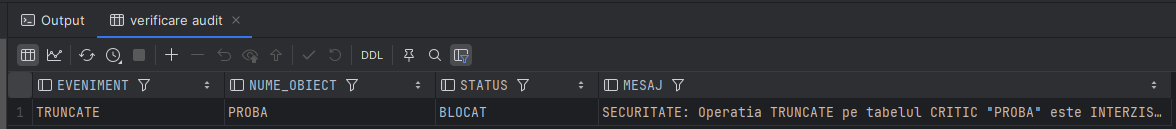 Output verificare audit
DDL
EVENIMENT NUME_OBIECT STATUS MESAJ
1 TRUNCATE PROBA BLOCAT SECURITATE: Operatia TRUNCATE pe tabelul CRITIC "PROBA" este INTERZIS…